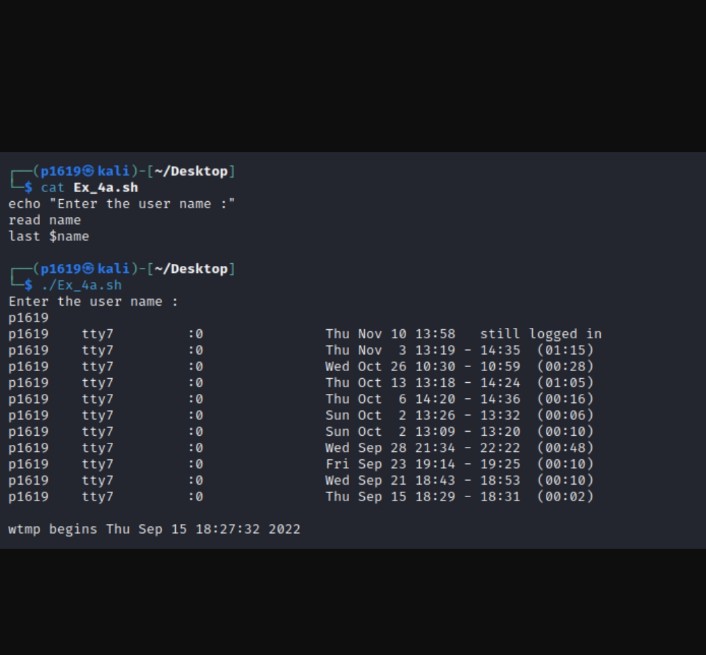 ┌──(p1619㉿kali)-[~/Desktop]
└─$ cat Ex_4a.sh
echo "Enter the user name :"
read name
last $name
┌──(p1619㉿kali)-[~/Desktop]
└─$ ./Ex_4a.sh
Enter the user name :
p1619
p1619    tty7         :0               Thu Nov 10 13:58   still logged in
p1619    tty7         :0               Thu Nov  3 13:19 - 14:35  (01:15)
p1619    tty7         :0               Wed Oct 26 10:30 - 10:59  (00:28)
p1619    tty7         :0               Thu Oct 13 13:18 - 14:24  (01:05)
p1619    tty7         :0               Thu Oct  6 14:20 - 14:36  (00:16)
p1619    tty7         :0               Sun Oct  2 13:26 - 13:32  (00:06)
p1619    tty7         :0               Sun Oct  2 13:09 - 13:20  (00:10)
p1619    tty7         :0               Wed Sep 28 21:34 - 22:22  (00:48)
p1619    tty7         :0               Fri Sep 23 19:14 - 19:25  (00:10)
p1619    tty7         :0               Wed Sep 21 18:43 - 18:53  (00:10)
p1619    tty7         :0               Thu Sep 15 18:29 - 18:31  (00:02)
wtmp begins Thu Sep 15 18:27:32 2022